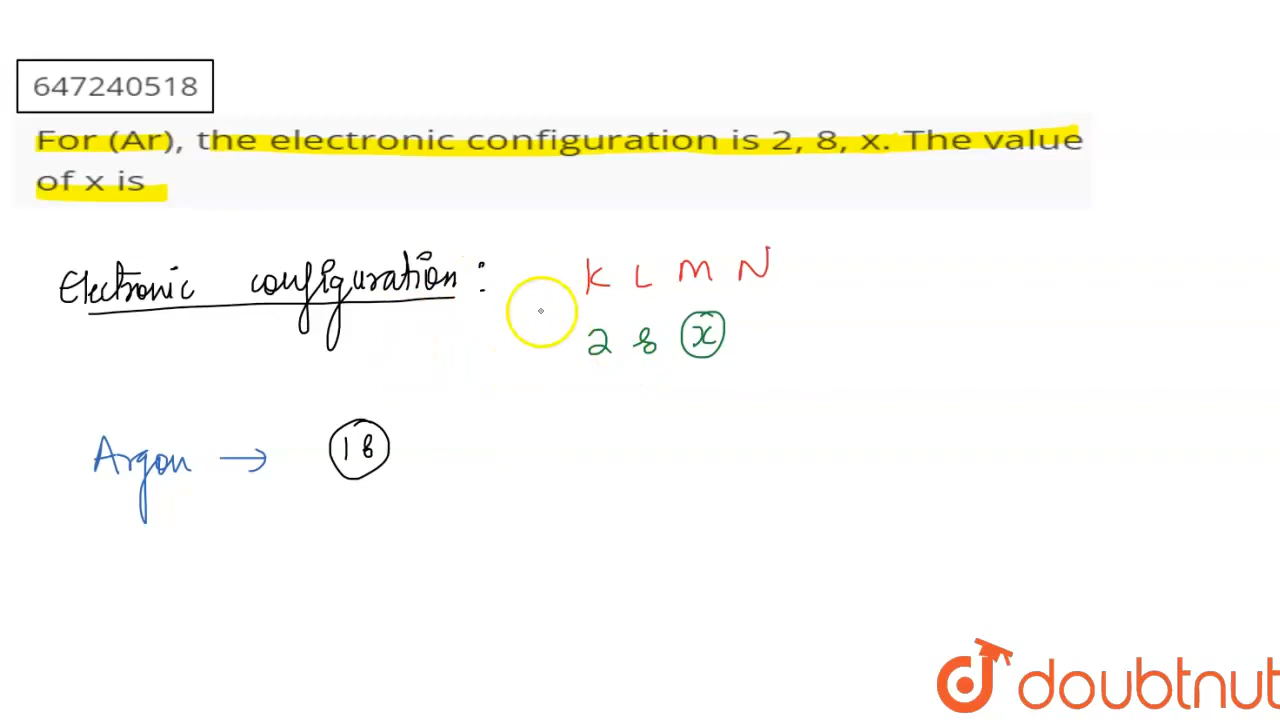 647240518
For (Ar), the electronic configuration is 2, 8, x. The value
of x is
Electronic configuration :
K L M N
2 8 x
Argon → 18
doubtnut